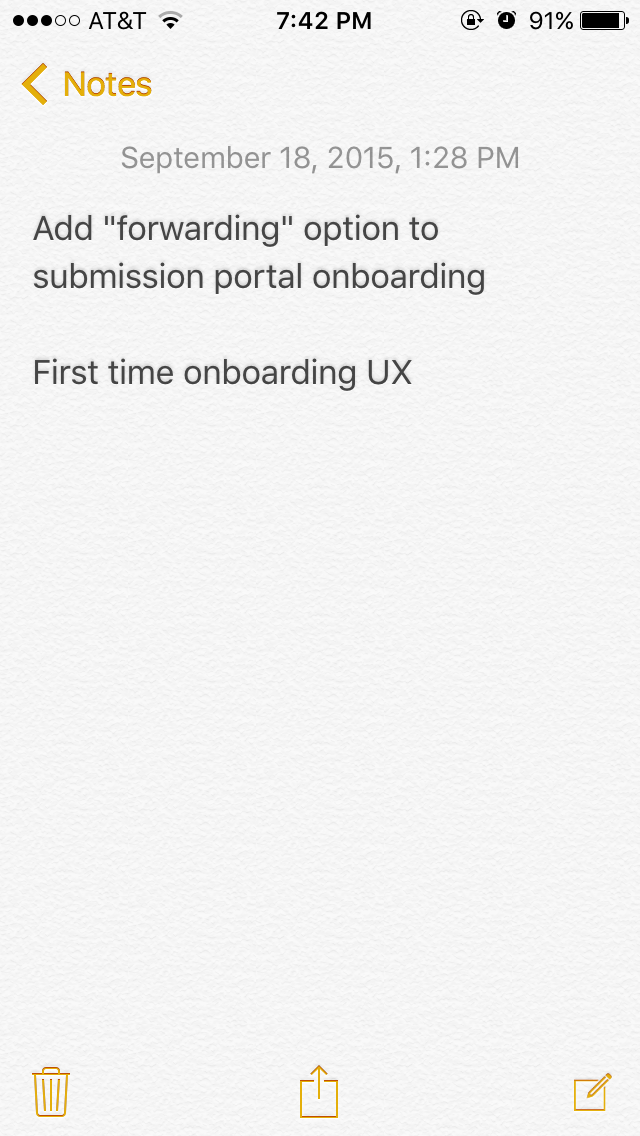 AT&T 7:42 PM 91%
Notes
September 18, 2015, 1:28 PM
Add "forwarding" option to
submission portal onboarding
First time onboarding UX